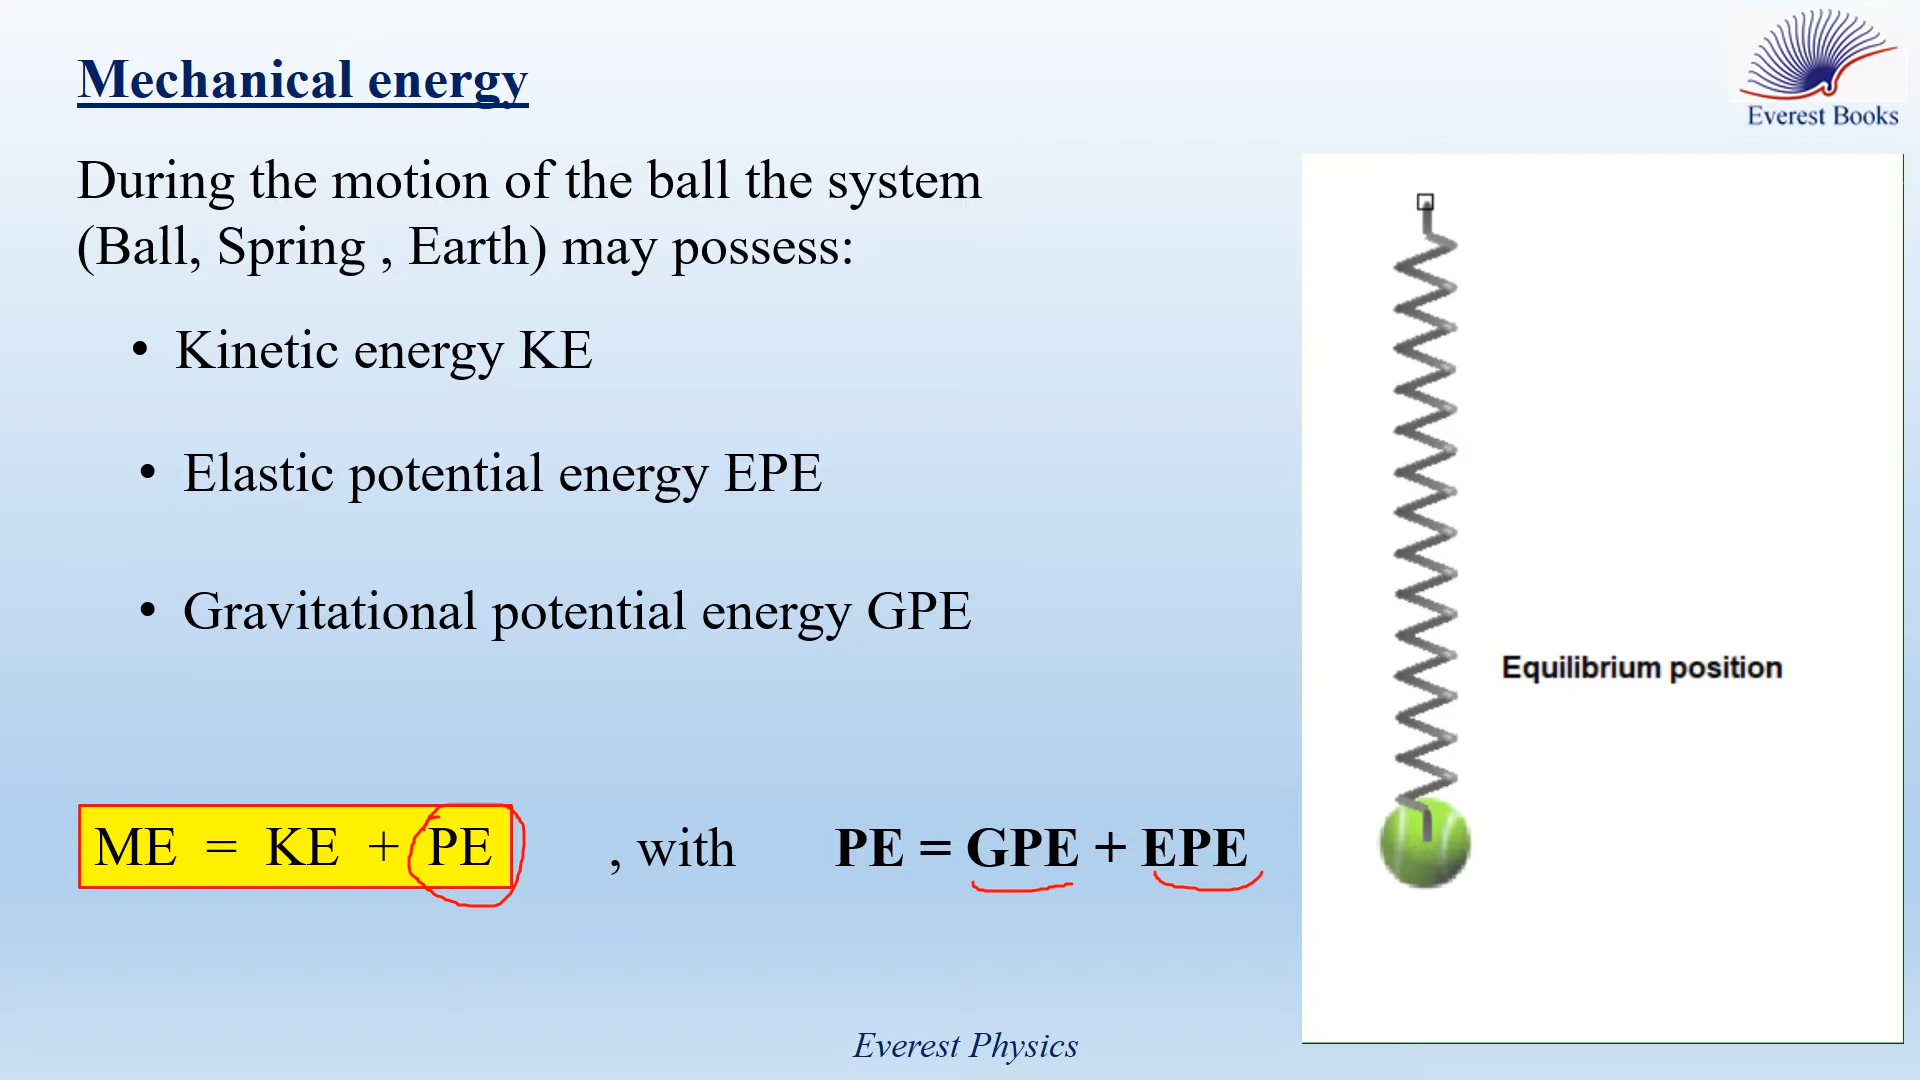 Mechanical energy
Everest Books
During the motion of the ball the system
(Ball, Spring , Earth) may possess:
• Kinetic energy KE
• Elastic potential energy EPE
• Gravitational potential energy GPE
Equilibrium position
ME = KE + PE , with PE = GPE + EPE
Everest Physics